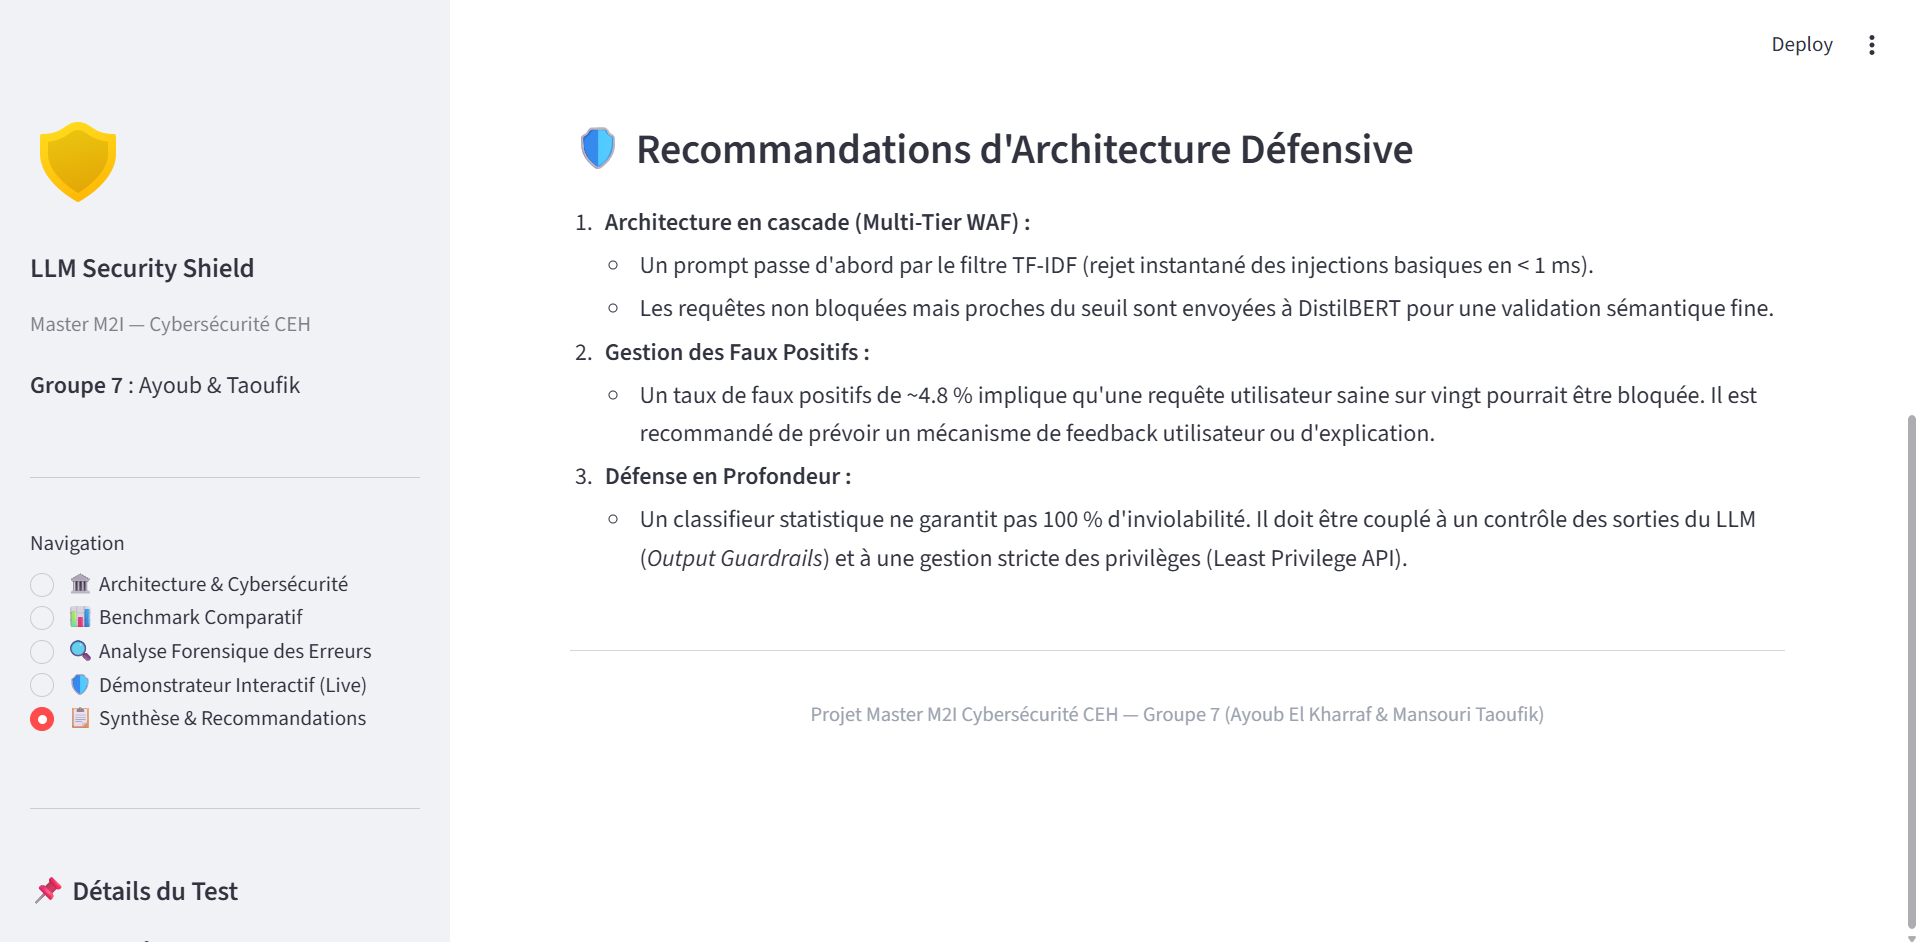 Deploy
LLM Security Shield
Master M2I — Cybersécurité CEH
Groupe 7 : Ayoub & Taoufik
Navigation
Architecture & Cybersécurité
Benchmark Comparatif
Analyse Forensique des Erreurs
Démonstrateur Interactif (Live)
Synthèse & Recommandations
Détails du Test
Recommandations d'Architecture Défensive
1. Architecture en cascade (Multi-Tier WAF) :
Un prompt passe d'abord par le filtre TF-IDF (rejet instantané des injections basiques en < 1 ms).
Les requêtes non bloquées mais proches du seuil sont envoyées à DistilBERT pour une validation sémantique fine.
2. Gestion des Faux Positifs :
Un taux de faux positifs de ~4.8 % implique qu'une requête utilisateur saine sur vingt pourrait être bloquée. Il est
recommandé de prévoir un mécanisme de feedback utilisateur ou d'explication.
3. Défense en Profondeur :
Un classifieur statistique ne garantit pas 100 % d'inviolabilité. Il doit être couplé à un contrôle des sorties du LLM
(Output Guardrails) et à une gestion stricte des privilèges (Least Privilege API).
Projet Master M2I Cybersécurité CEH — Groupe 7 (Ayoub El Kharraf & Mansouri Taoufik)